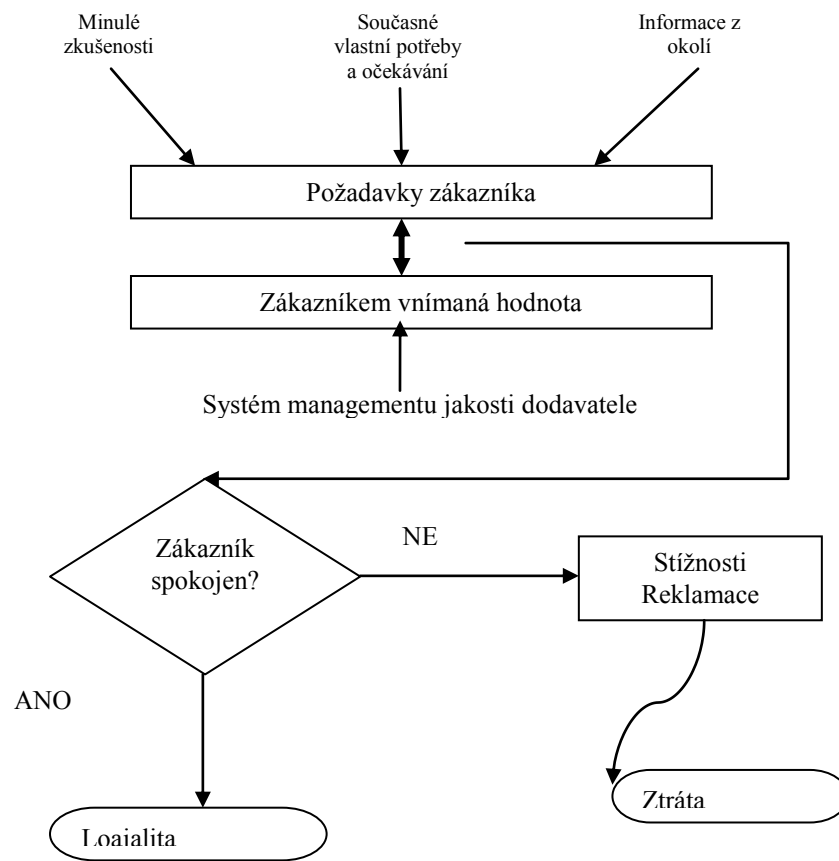 Minulé
zkušenosti
Současné
vlastní potřeby
a očekávání
Informace z
okolí
Požadavky zákazníka
Zákazníkem vnímaná hodnota
Systém managementu jakosti dodavatele
Zákazník
spokojen?
NE
Stížnosti
Reklamace
ANO
Loajalita
Ztráta